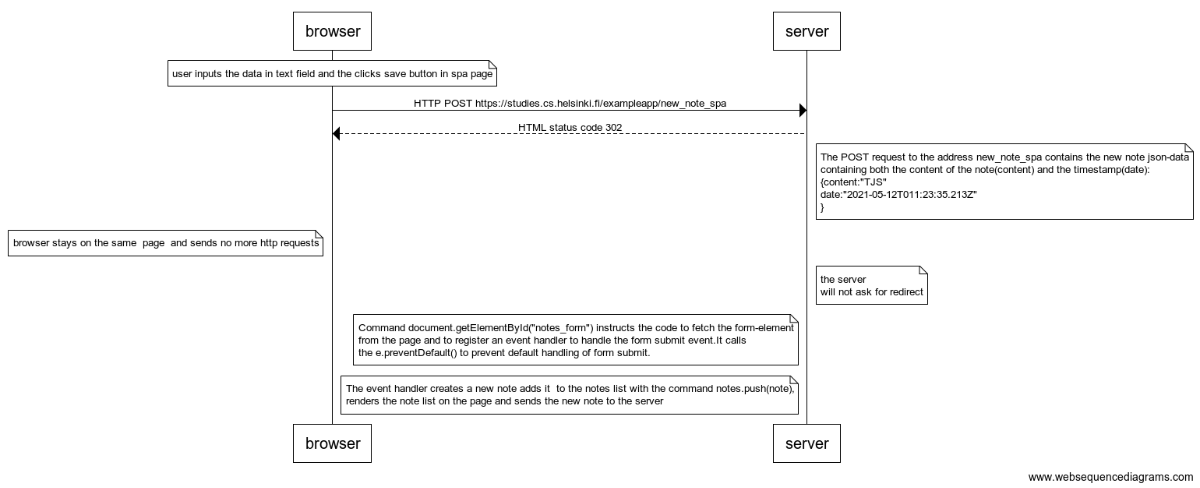 browser
server
user inputs the data in text field and the clicks save button in spa page
HTTP POST https://studies.cs.helsinki.fi/exampleapp/new_note_spa
HTML status code 302
The POST request to the address new_note_spa contains the new note json-data
containing both the content of the note(content) and the timestamp(date):
{content:"TJS"
date:"2021-05-12T011:23:35.213Z"
}
browser stays on the same  page  and sends no more http requests
the server
will not ask for redirect
Command document.getElementById("notes_form") instructs the code to fetch the form-element
from the page and to register an event handler to handle the form submit event.It calls
the e.preventDefault() to prevent default handling of form submit.
The event handler creates a new note adds it  to the notes list with the command notes.push(note),
renders the note list on the page and sends the new note to the server
browser
server
www.websequencediagrams.com